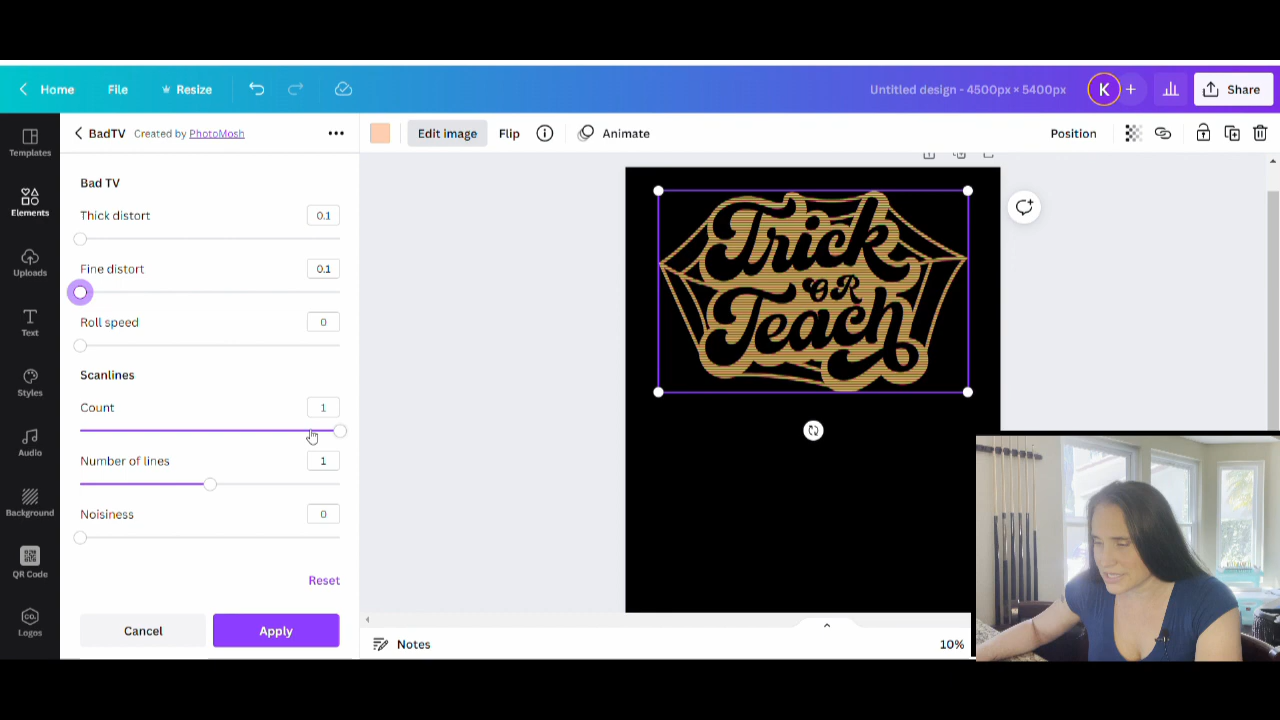 Home File Resize Untitled design - 4500px × 5400px K + Share
Templates
Elements
Uploads
Text
Styles
Audio
Background
QR Code
CO.
Logos
BadTV Created by PhotoMosh
Bad TV
Thick distort 0.1
Fine distort 0.1
Roll speed 0
Scanlines
Count 1
Number of lines 1
Noisiness 0
Reset
Cancel Apply
Edit image Flip Animate Position
Trick
OR
Teach
Notes 10%